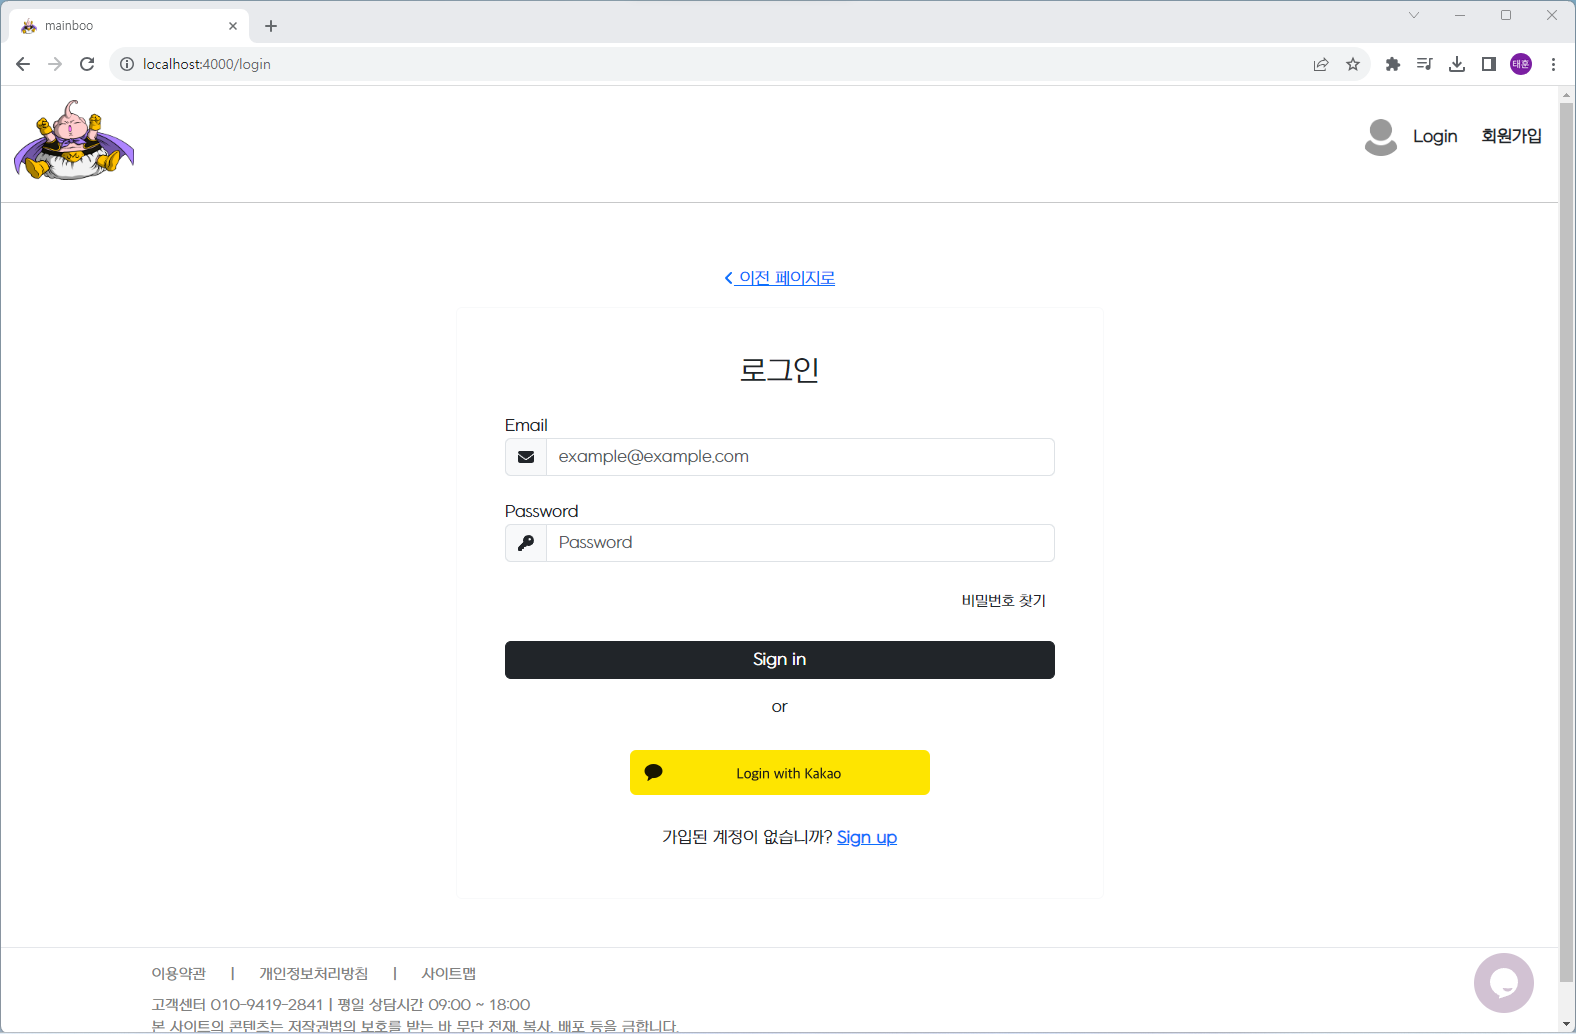 mainboo
localhost:4000/login
태훈
Login 회원가입
이전 페이지로
로그인
Email
example@example.com
Password
Password
비밀번호 찾기
Sign in
or
Login with Kakao
가입된 계정이 없습니까? Sign up
이용약관 | 개인정보처리방침 | 사이트맵
고객센터 010-9419-2841 | 평일 상담시간 09:00 ~ 18:00
본 사이트의 콘텐츠는 저작권법의 보호를 받는 바 무단 전재, 복사, 배포 등을 금합니다.